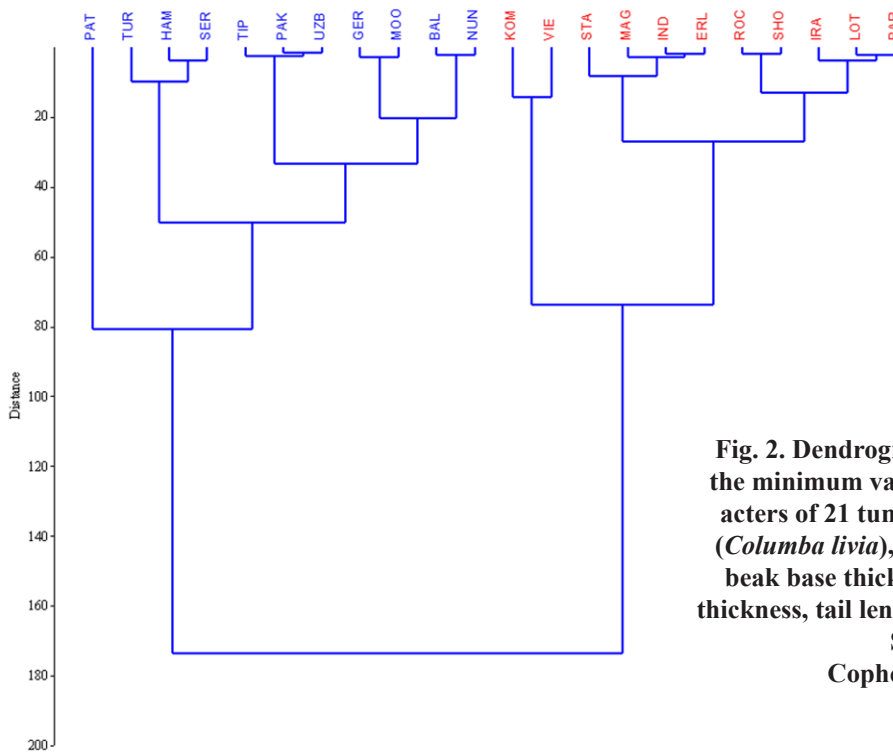 PAT TUR HAM SER TIP PAK UZB GER MOO BAL NUN KOM VIE STA MAG IND ERL ROC SHO IRA LOT
20
40
60
80
100
120
140
160
180
200
Distance
Fig. 2. Dendrog
the minimum va
acters of 21 tun
(Columba livia),
beak base thick
thickness, tail len
S
Cophe